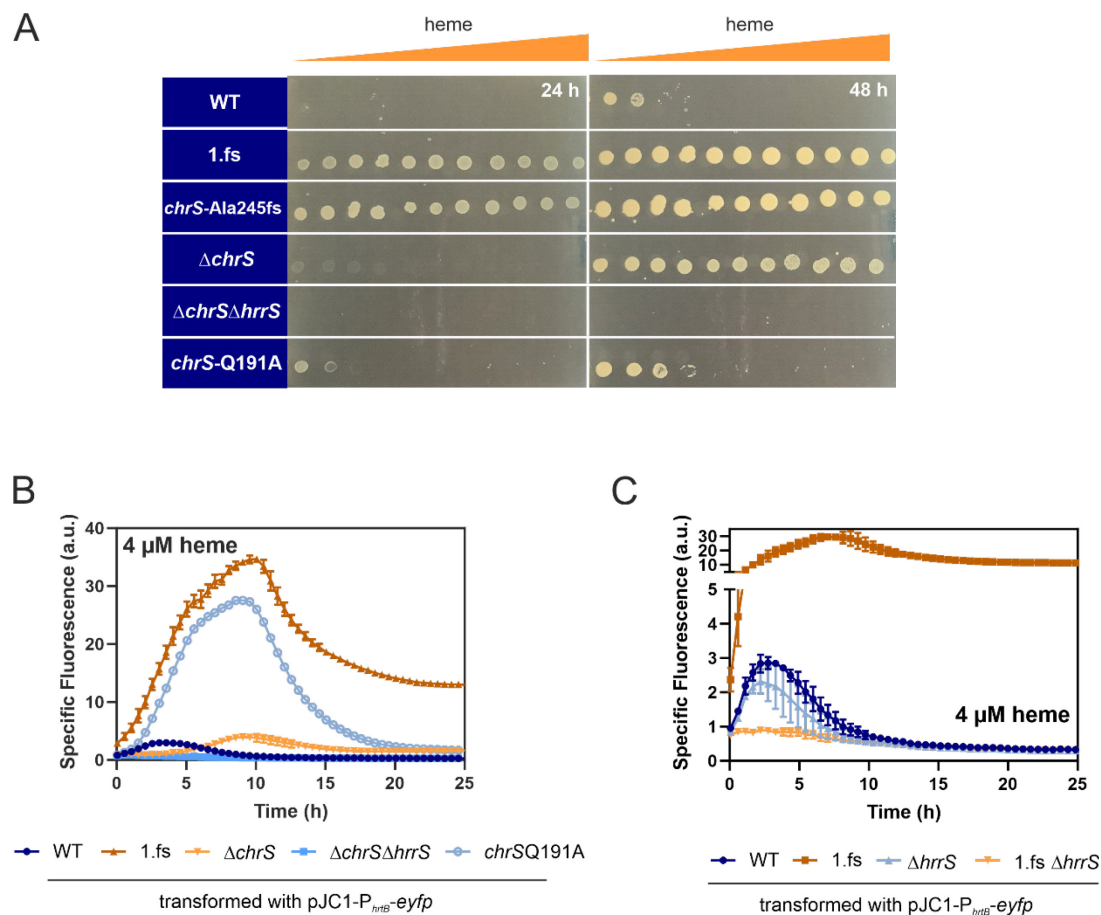 A
heme
heme
24 h
48 h
WT
1.fs
chrS-Ala245fs
ΔchrS
ΔchrSΔhrrS
chrS-Q191A
B
4 µM heme
Specific Fluorescence (a.u.)
40
30
20
10
0
0 5 10 15 20 25
Time (h)
WT 1.fs ΔchrS ΔchrSΔhrrS chrSQ191A
transformed with pJC1-PhrtB-eyfp
C
Specific Fluorescence (a.u.)
30
20
10
5
4
3
2
1
0
4 µM heme
0 5 10 15 20 25
Time (h)
WT 1.fs ΔhrrS 1.fs ΔhrrS
transformed with pJC1-PhrtB-eyfp